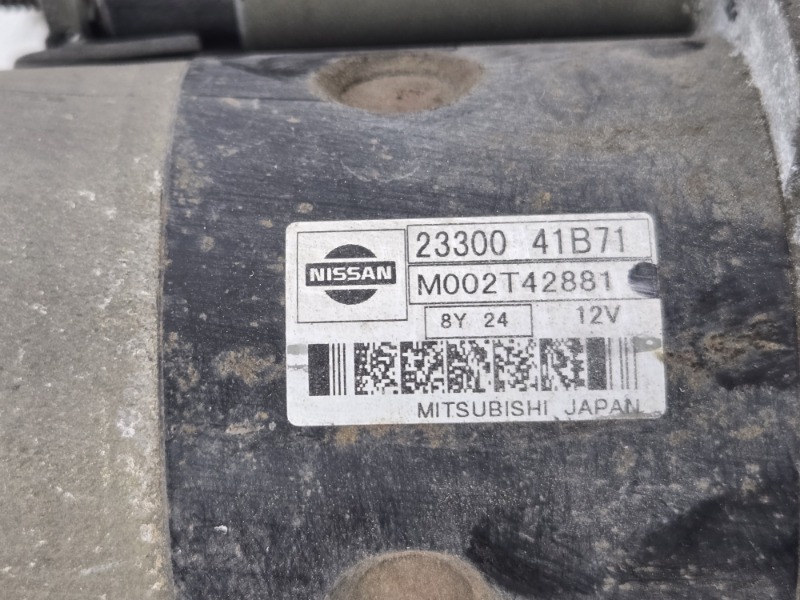 NISSAN
23300 41B71
M002T42881
8Y 24
12V
MITSUBISHI JAPAN